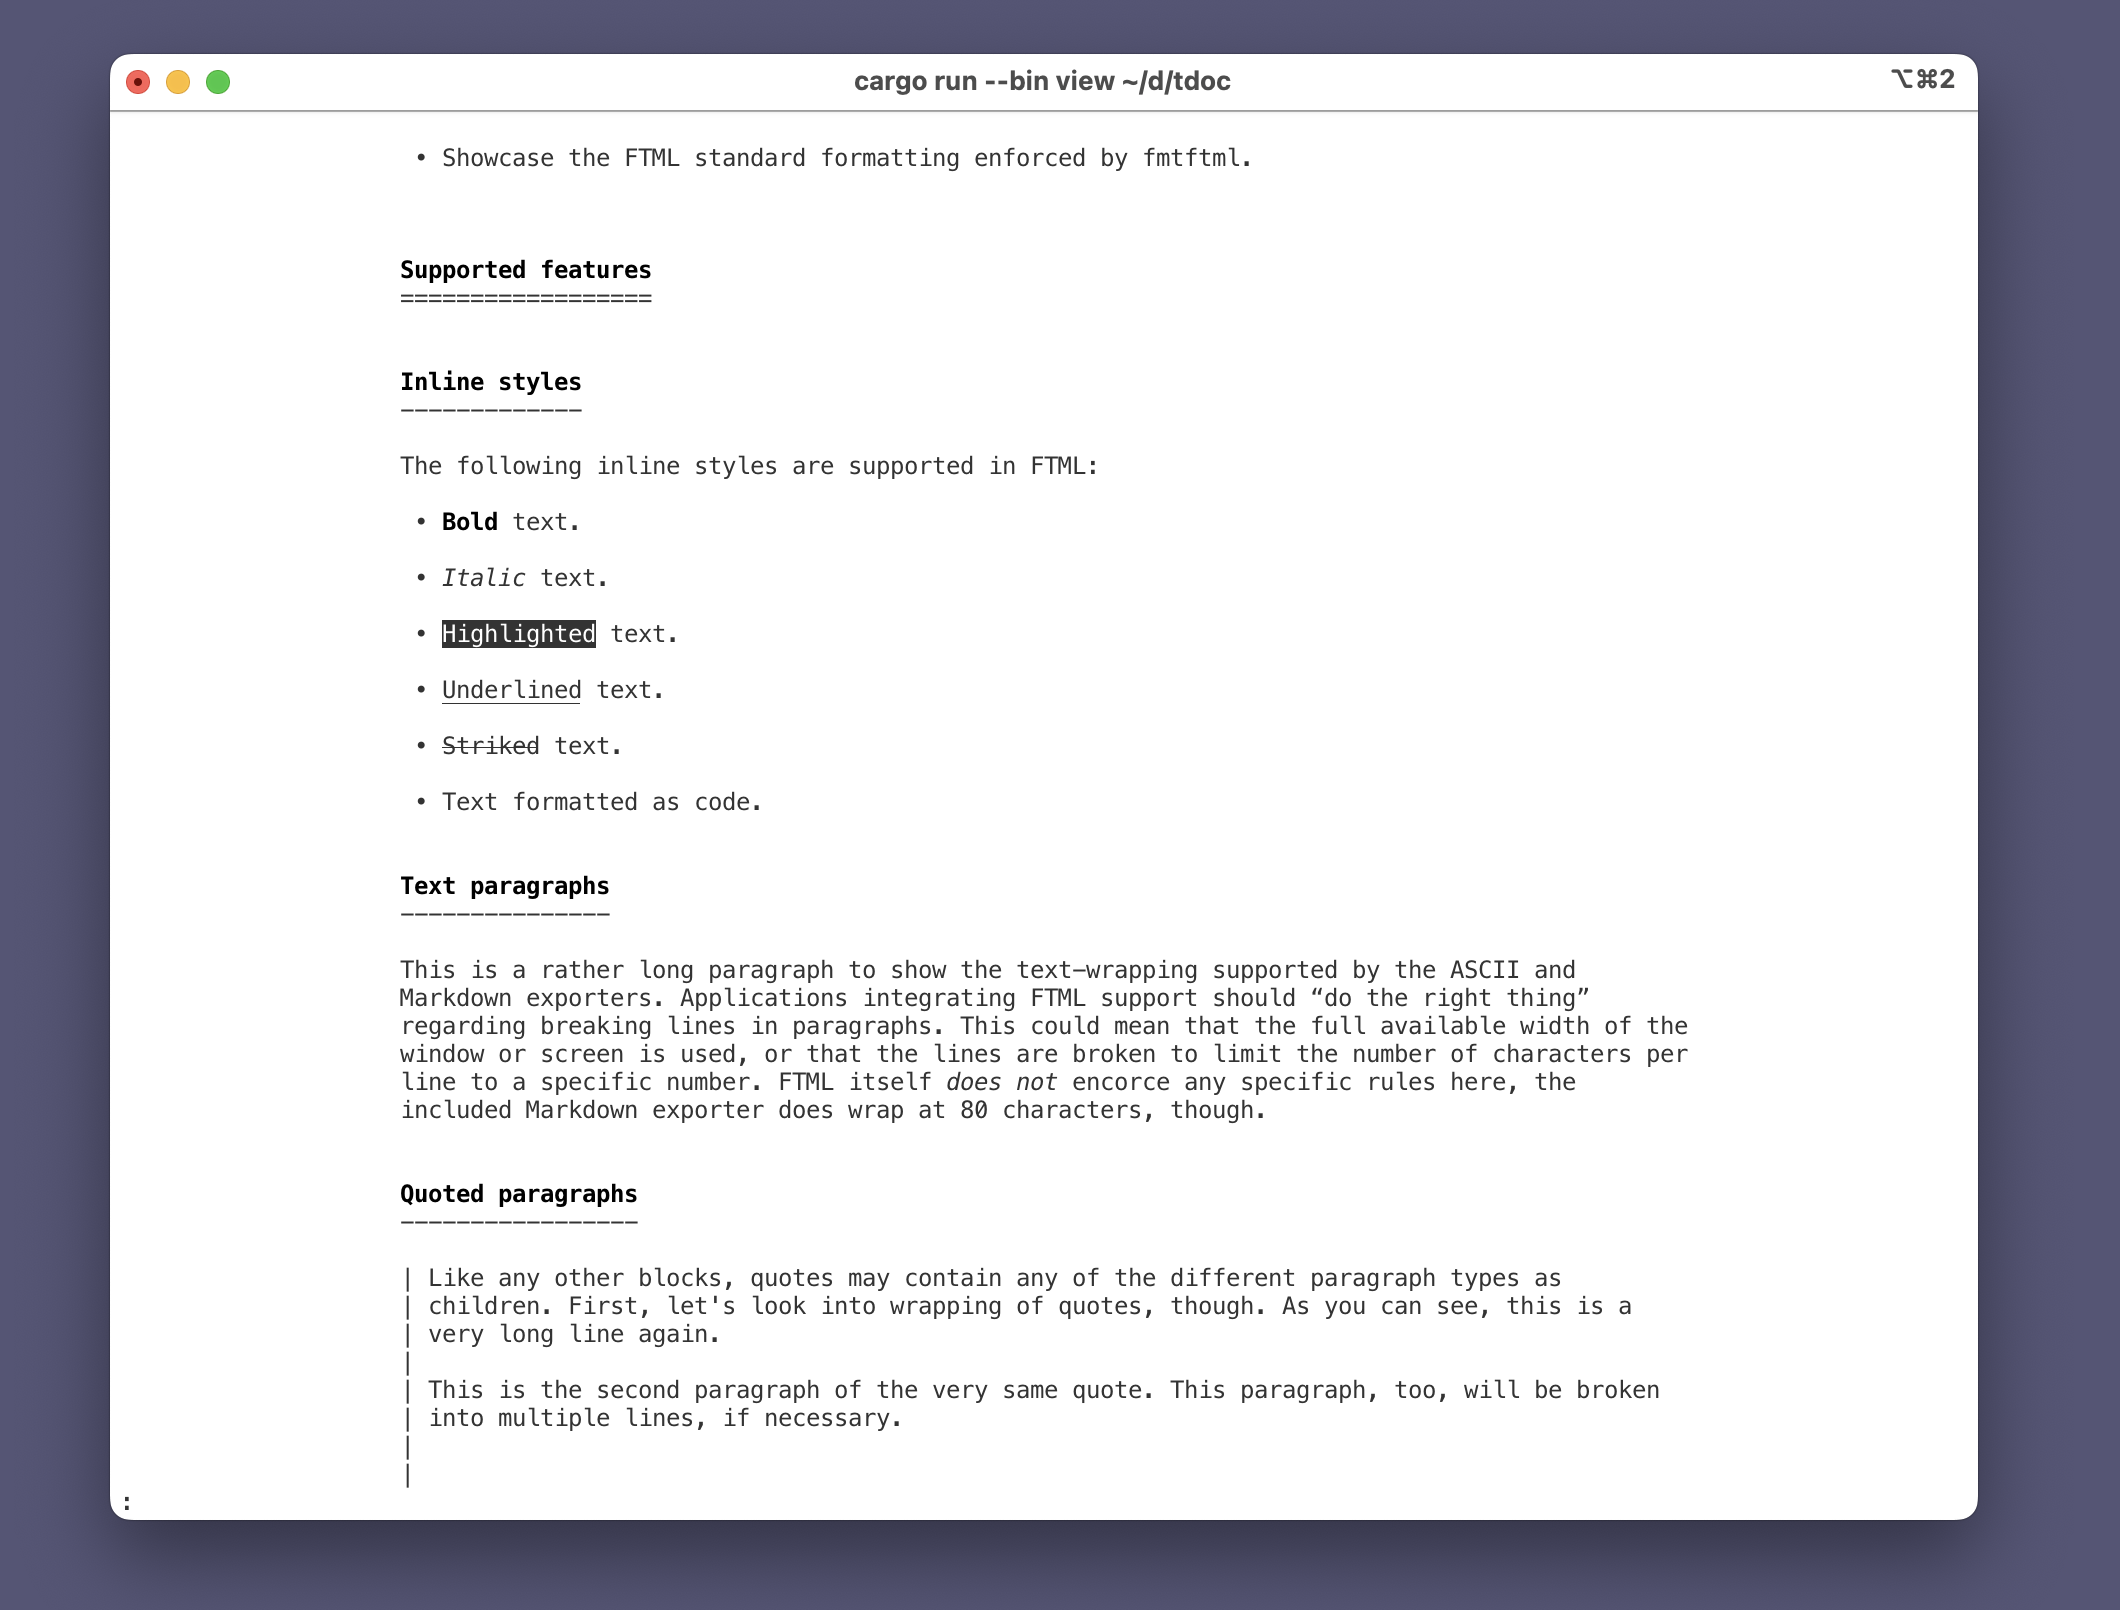 cargo run --bin view ~/d/tdoc
⌥⌘2
• Showcase the FTML standard formatting enforced by fmtftml.
Supported features
==================
Inline styles
-------------
The following inline styles are supported in FTML:
• Bold text.
• Italic text.
• Highlighted text.
• Underlined text.
• Striked text.
• Text formatted as code.
Text paragraphs
---------------
This is a rather long paragraph to show the text-wrapping supported by the ASCII and
Markdown exporters. Applications integrating FTML support should “do the right thing”
regarding breaking lines in paragraphs. This could mean that the full available width of the
window or screen is used, or that the lines are broken to limit the number of characters per
line to a specific number. FTML itself does not encorce any specific rules here, the
included Markdown exporter does wrap at 80 characters, though.
Quoted paragraphs
-----------------
| Like any other blocks, quotes may contain any of the different paragraph types as
| children. First, let's look into wrapping of quotes, though. As you can see, this is a
| very long line again.
|
| This is the second paragraph of the very same quote. This paragraph, too, will be broken
| into multiple lines, if necessary.
|
|
: